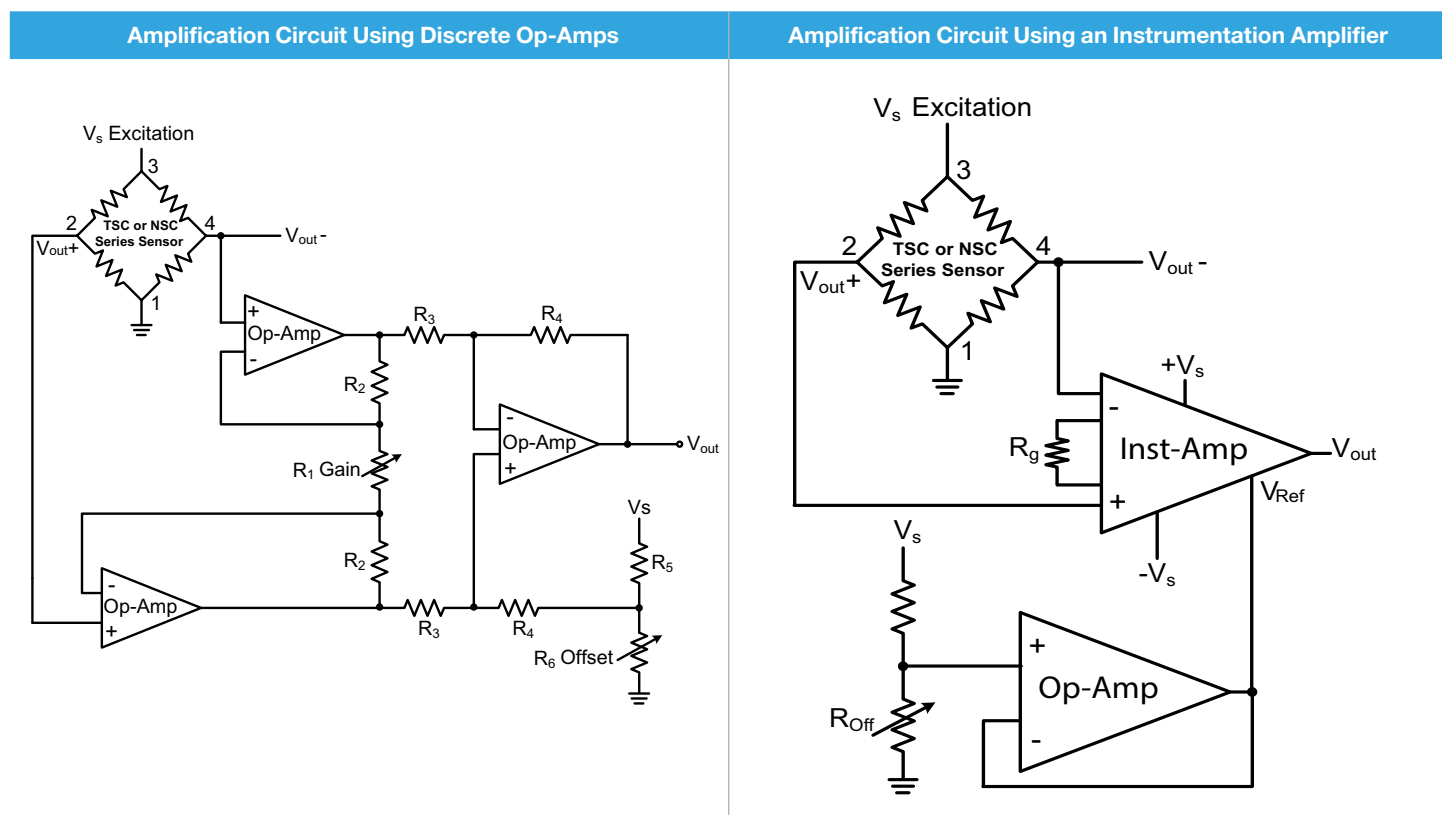 Amplification Circuit Using Discrete Op-Amps
Vs Excitation
3
2
TSC or NSC
Series Sensor
4
Vout+
Vout -
1
+
Op-Amp
-
R3
R4
R2
-
Op-Amp
+
Vout
R1 Gain
Vs
R2
R5
-
Op-Amp
+
R3
R4
R6 Offset
Amplification Circuit Using an Instrumentation Amplifier
Vs Excitation
3
2
TSC or NSC
Series Sensor
4
Vout+
Vout -
1
+Vs
-
Rg
Inst-Amp
Vout
+
VRef
Vs
-Vs
+
Op-Amp
ROff
-